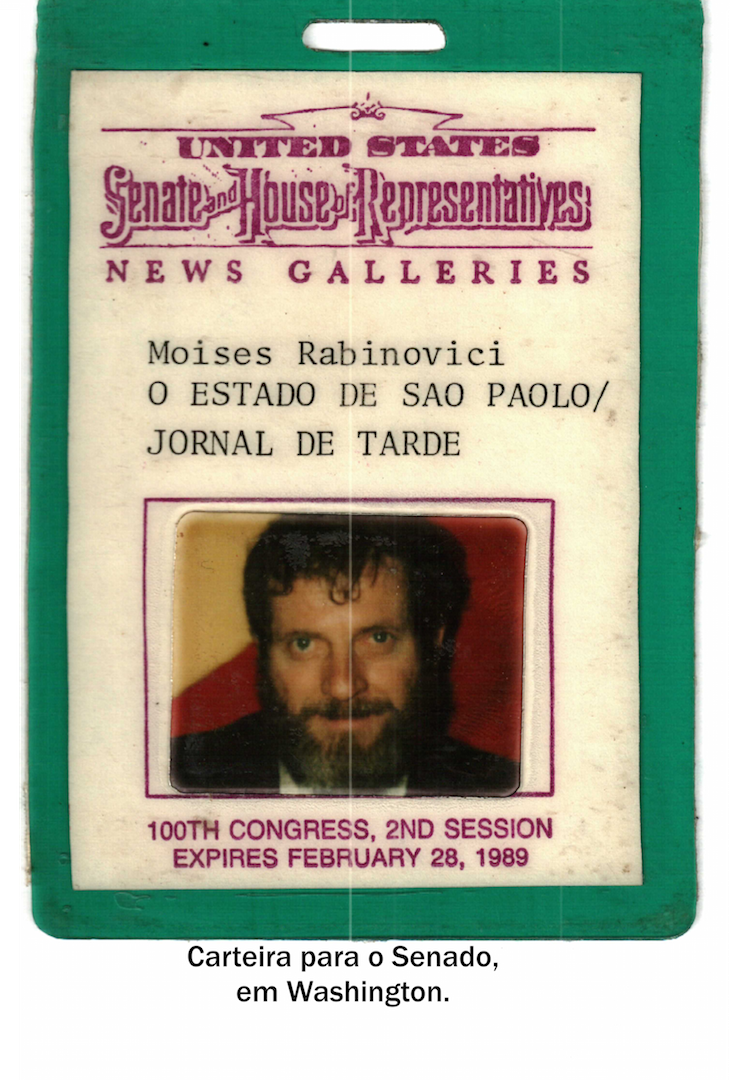 UNITED STATES
Senate and House of Representatives
NEWS GALLERIES
Moises Rabinovici
O ESTADO DE SAO PAOLO/
JORNAL DE TARDE
100TH CONGRESS, 2ND SESSION
EXPIRES FEBRUARY 28, 1989
Carteira para o Senado,
em Washington.